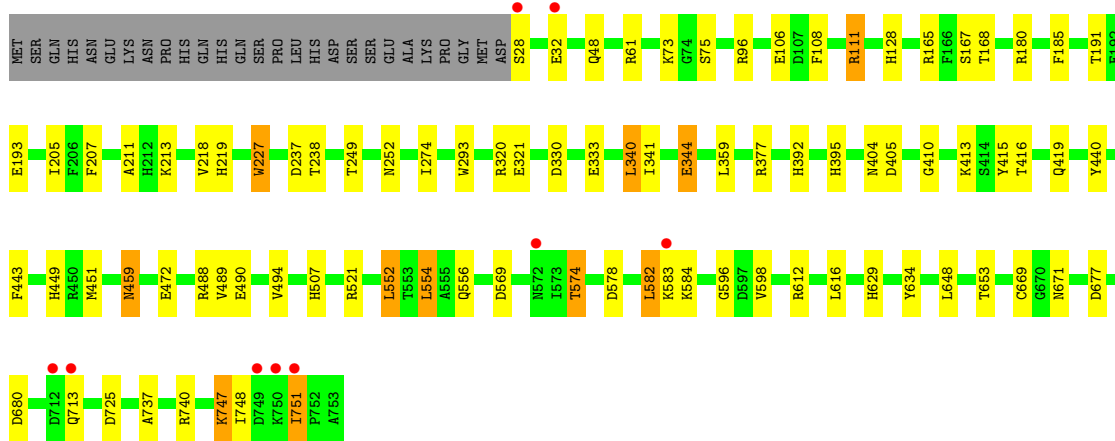 MET SER GLN HIS HIS ASN GLU LYS ASN PRO HIS GLN HIS GLN SER PRO LEU HIS ASP SER SER GLU ALA ALA LYS PRO GLY MET ASP S28 E32 Q48 R61 K73 G74 S75 R96 E106 D107 F108 R111 H128 R165 F166 S167 T168 R180 F185 T191 E192
E193 I205 F206 F207 A211 H212 K213 V218 H219 W227 D237 T238 T249 N252 I274 W293 R320 E321 D330 E333 L340 I341 E344 L359 R377 H392 H395 N404 D405 G410 K413 S414 Y415 T416 Q419 Y440
F443 H449 R450 M451 N459 E472 R488 V489 E490 V494 H507 R521 L552 T553 L554 A555 Q556 D569 N572 I573 T574 D578 L582 K583 K584 G596 D597 V598 R612 L616 H629 Y634 L648 T653 C669 G670 N671 D677
D680 D712 Q713 D725 A737 R740 K747 I748 D749 K750 I751 P752 A753